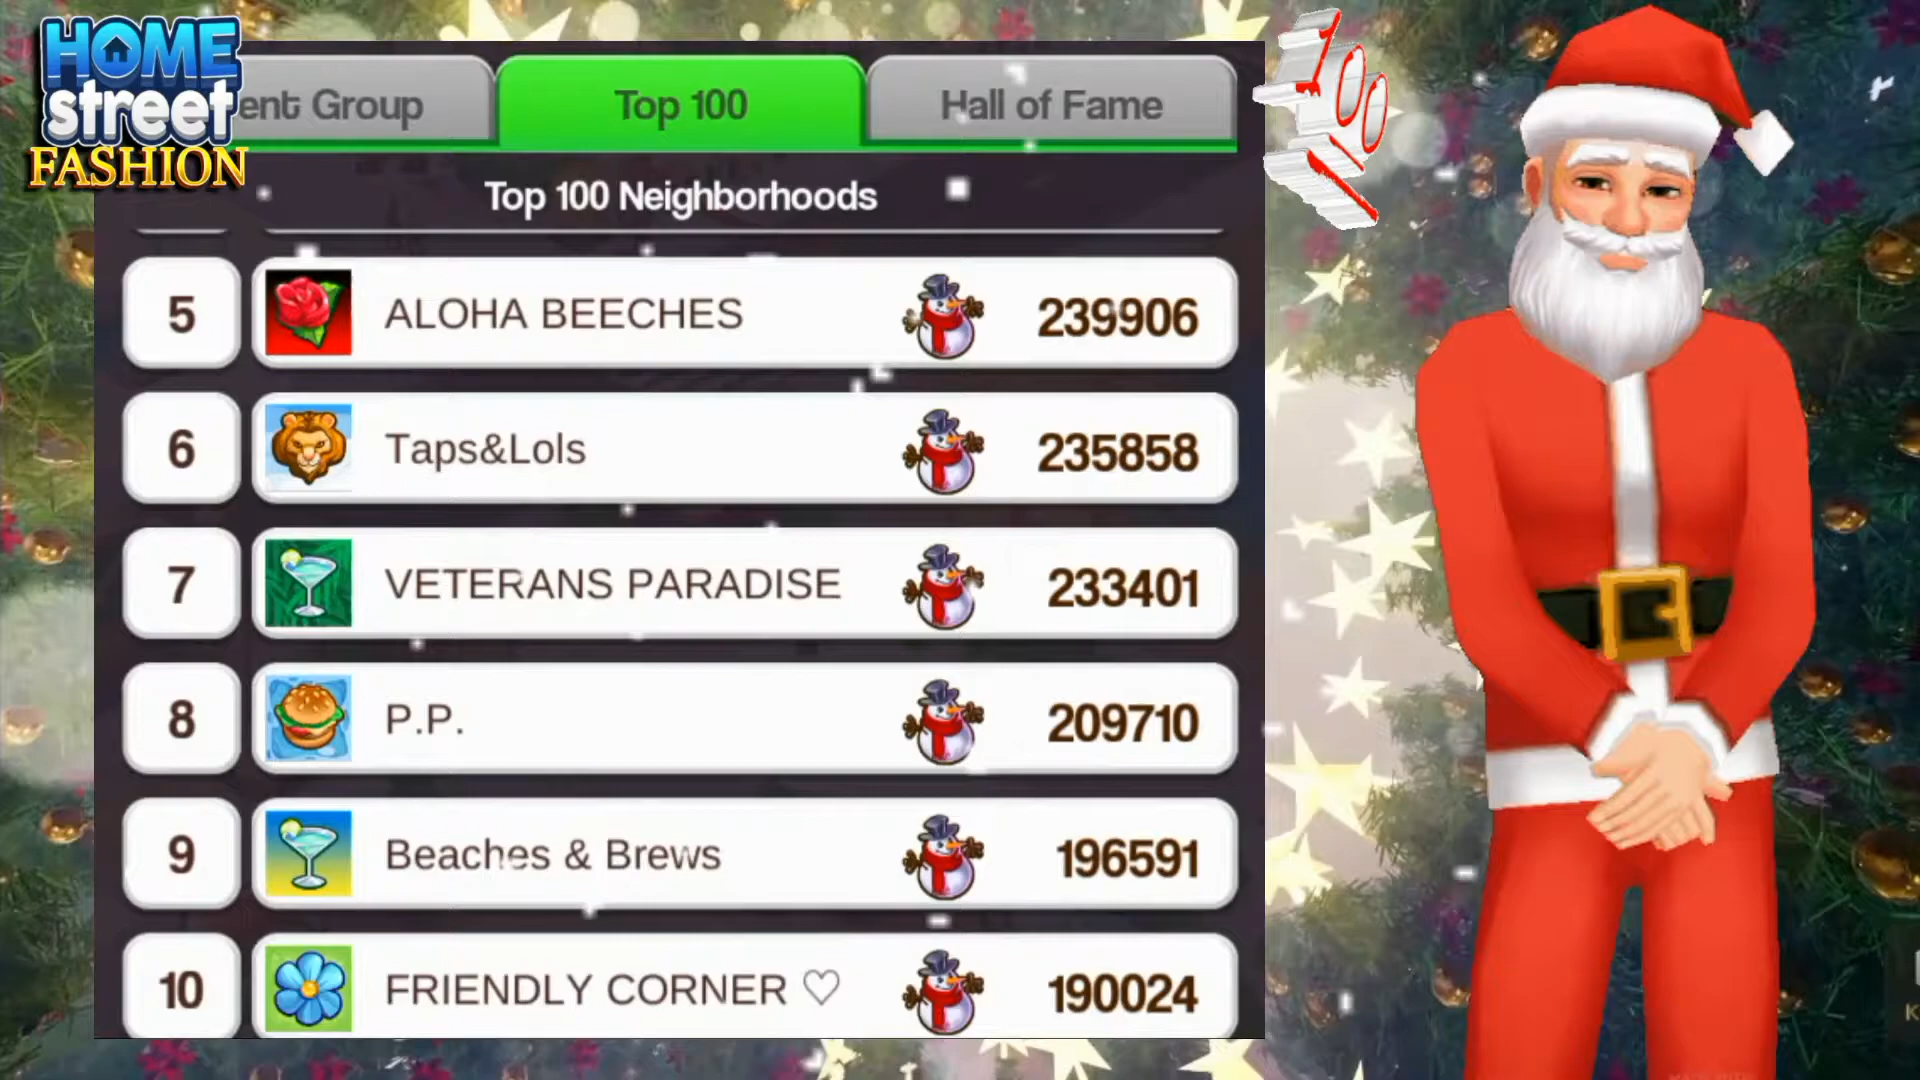 HOME
street
FASHION
ent Group
Top 100
Hall of Fame
100
Top 100 Neighborhoods
5 ALOHA BEECHES 239906
6 Taps&Lols 235858
7 VETERANS PARADISE 233401
8 P.P. 209710
9 Beaches & Brews 196591
10 FRIENDLY CORNER ♡ 190024